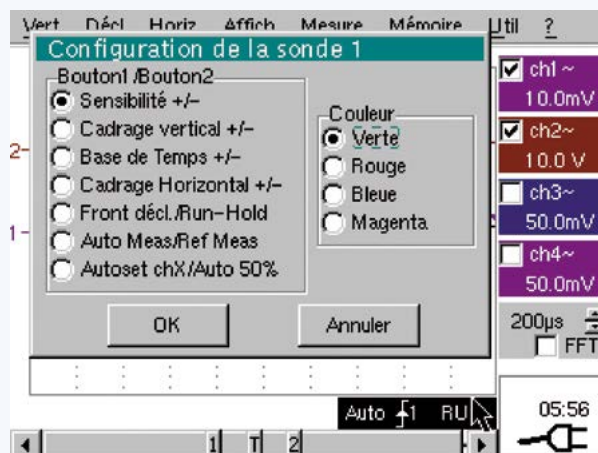 Vert Décl Horiz Affich Mesure Mémoire Util ?
Configuration de la sonde 1
Bouton1 /Bouton2
Sensibilité +/-
Cadrage vertical +/-
Base de Temps +/-
Cadrage Horizontal +/-
Front décl./Run-Hold
Auto Meas/Ref Meas
Autoset chX/Auto 50%
Couleur
Verte
Rouge
Bleue
Magenta
OK
Annuler
2-
1-
ch1 ~
10.0mV
ch2~
10.0 V
ch3~
50.0mV
ch4~
50.0mV
200µs
FFT
Auto 1 RU
05:56
1 T 2